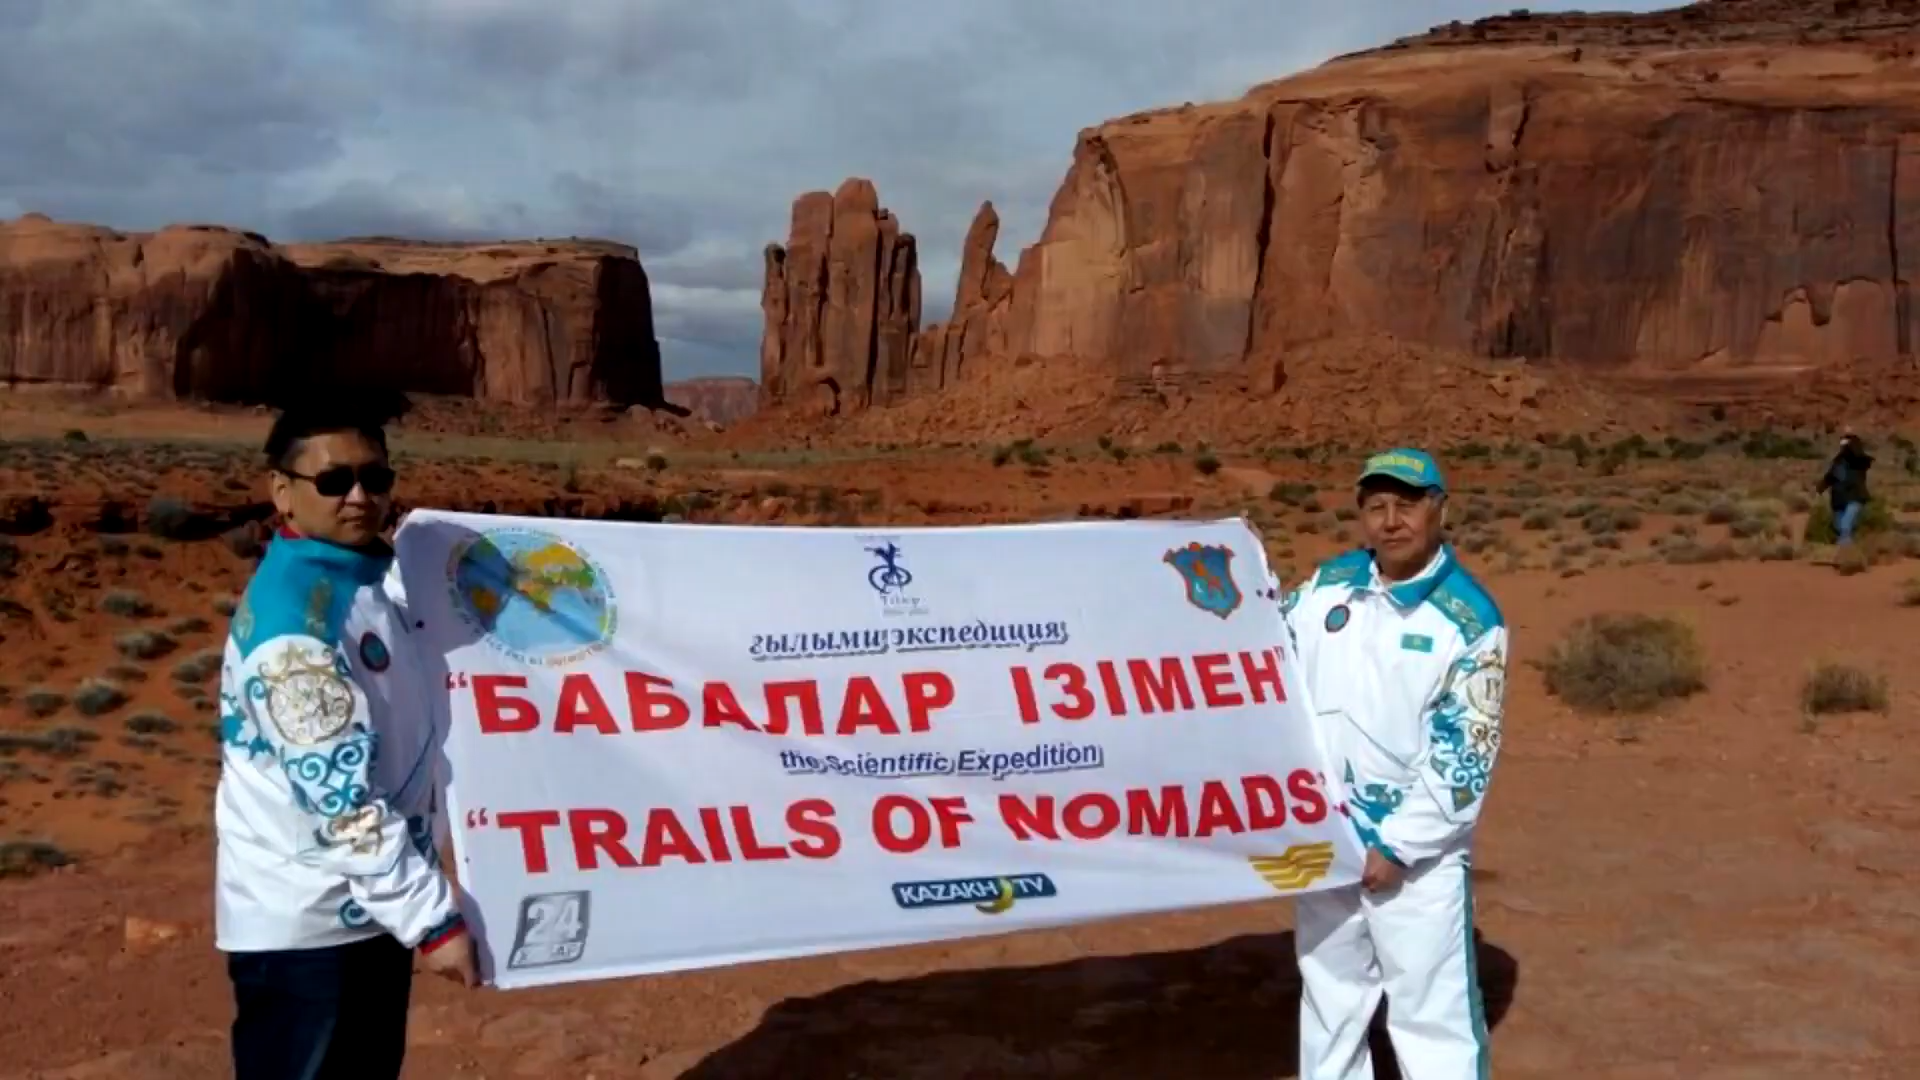 ғылыми экспедиция
“БАБАЛАР ІЗІМЕН”
the Scientific Expedition
“TRAILS OF NOMADS”
24
KAZAKH TV